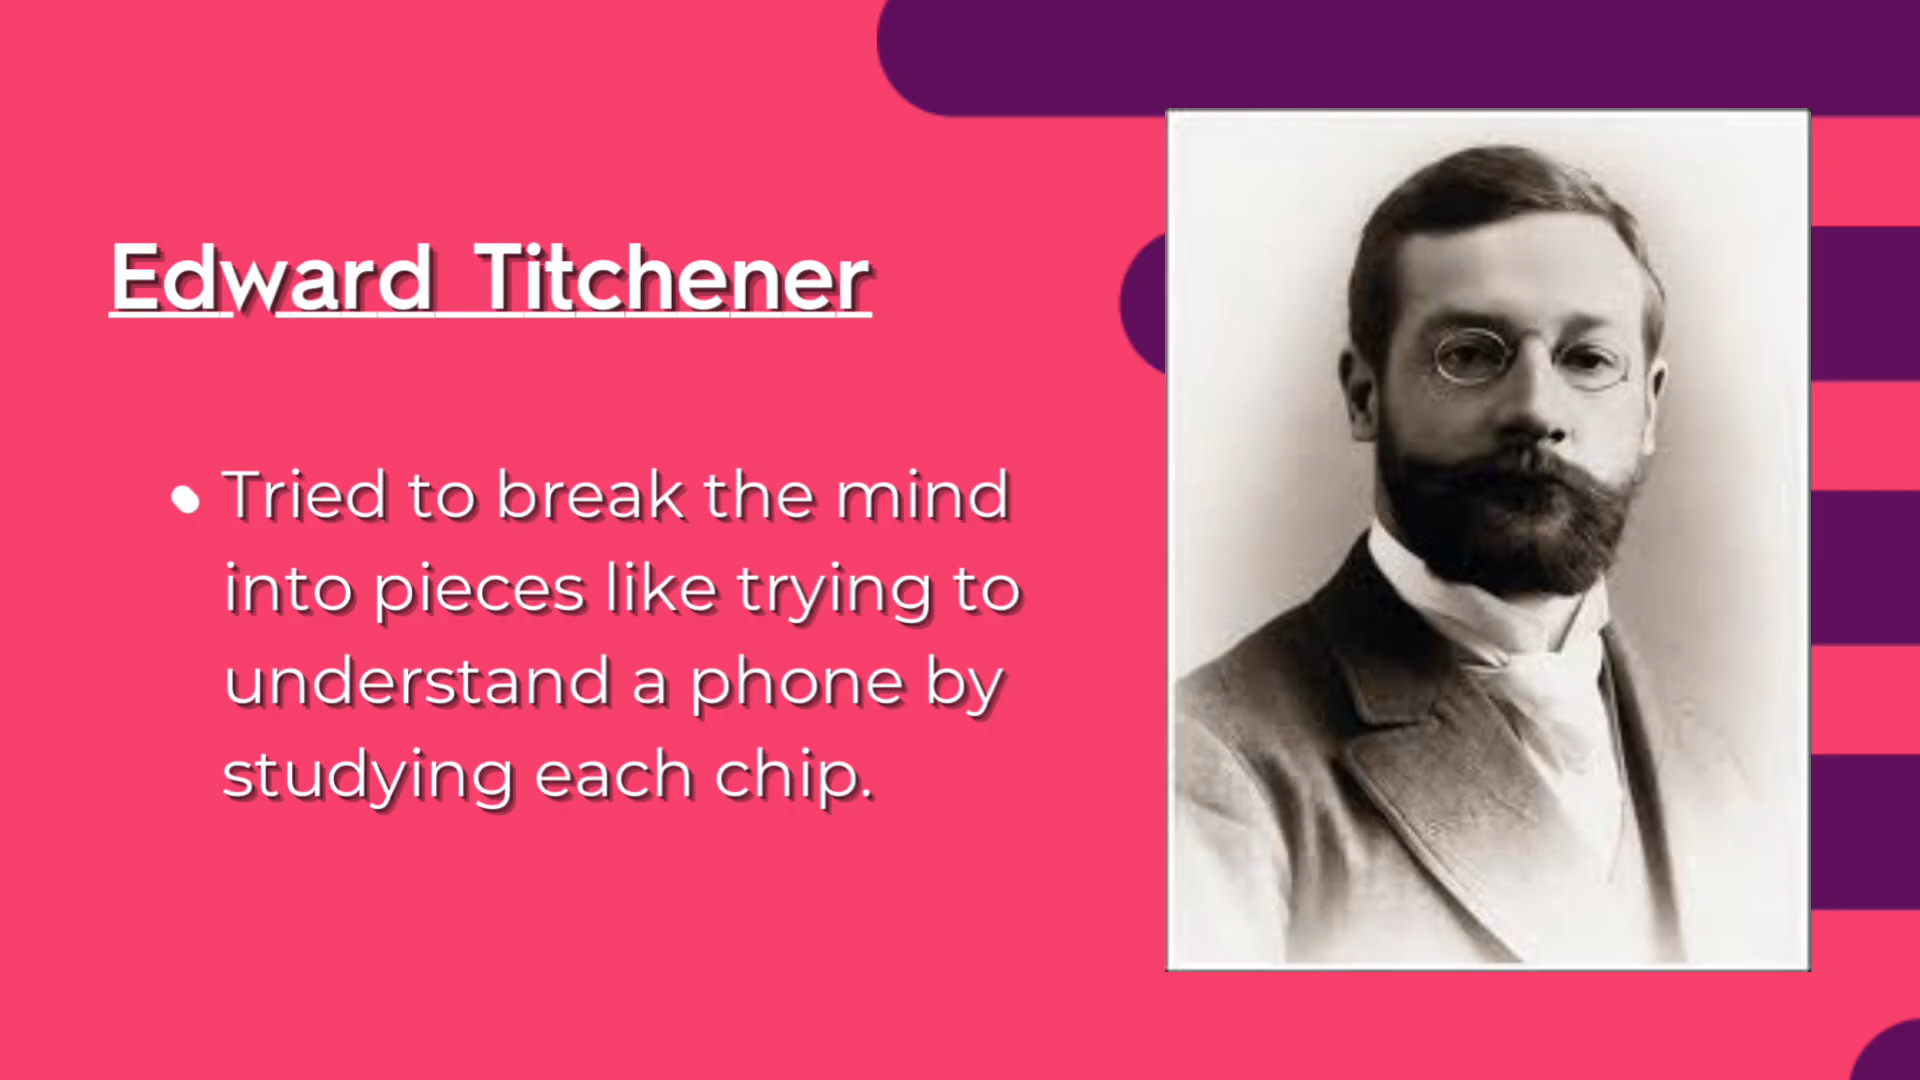 Edward Titchener
• Tried to break the mind
into pieces like trying to
understand a phone by
studying each chip.